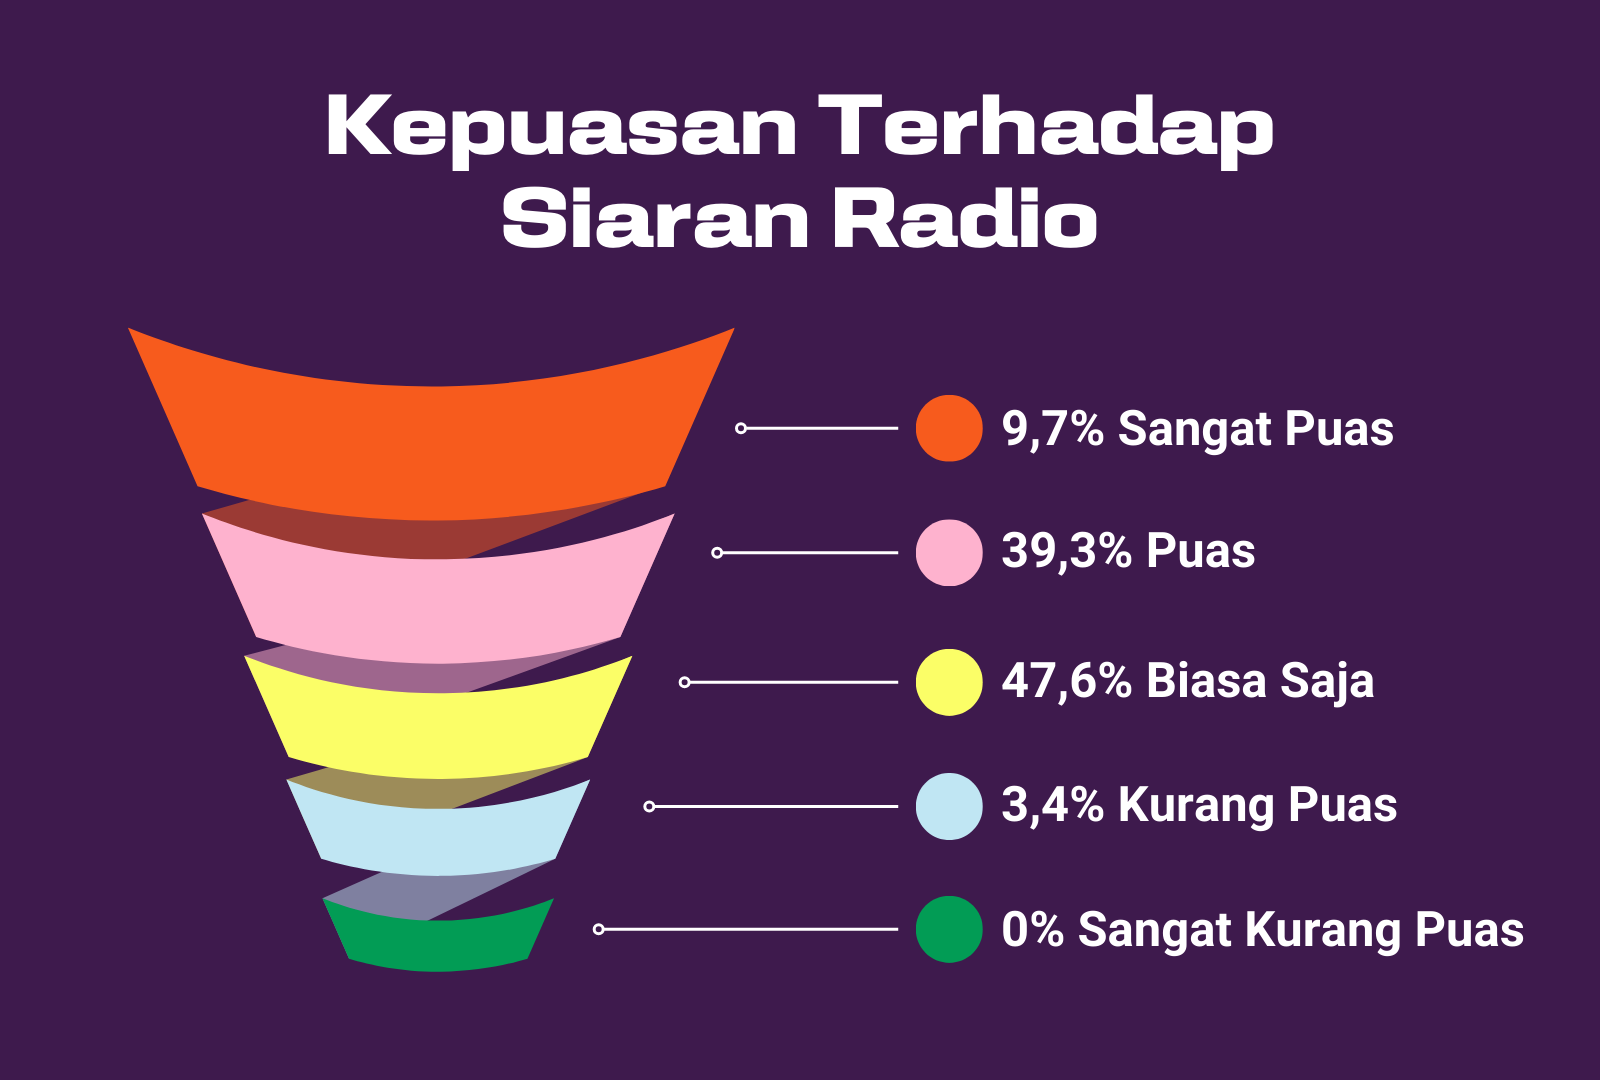 Kepuasan Terhadap
Siaran Radio
9,7% Sangat Puas
39,3% Puas
47,6% Biasa Saja
3,4% Kurang Puas
0% Sangat Kurang Puas